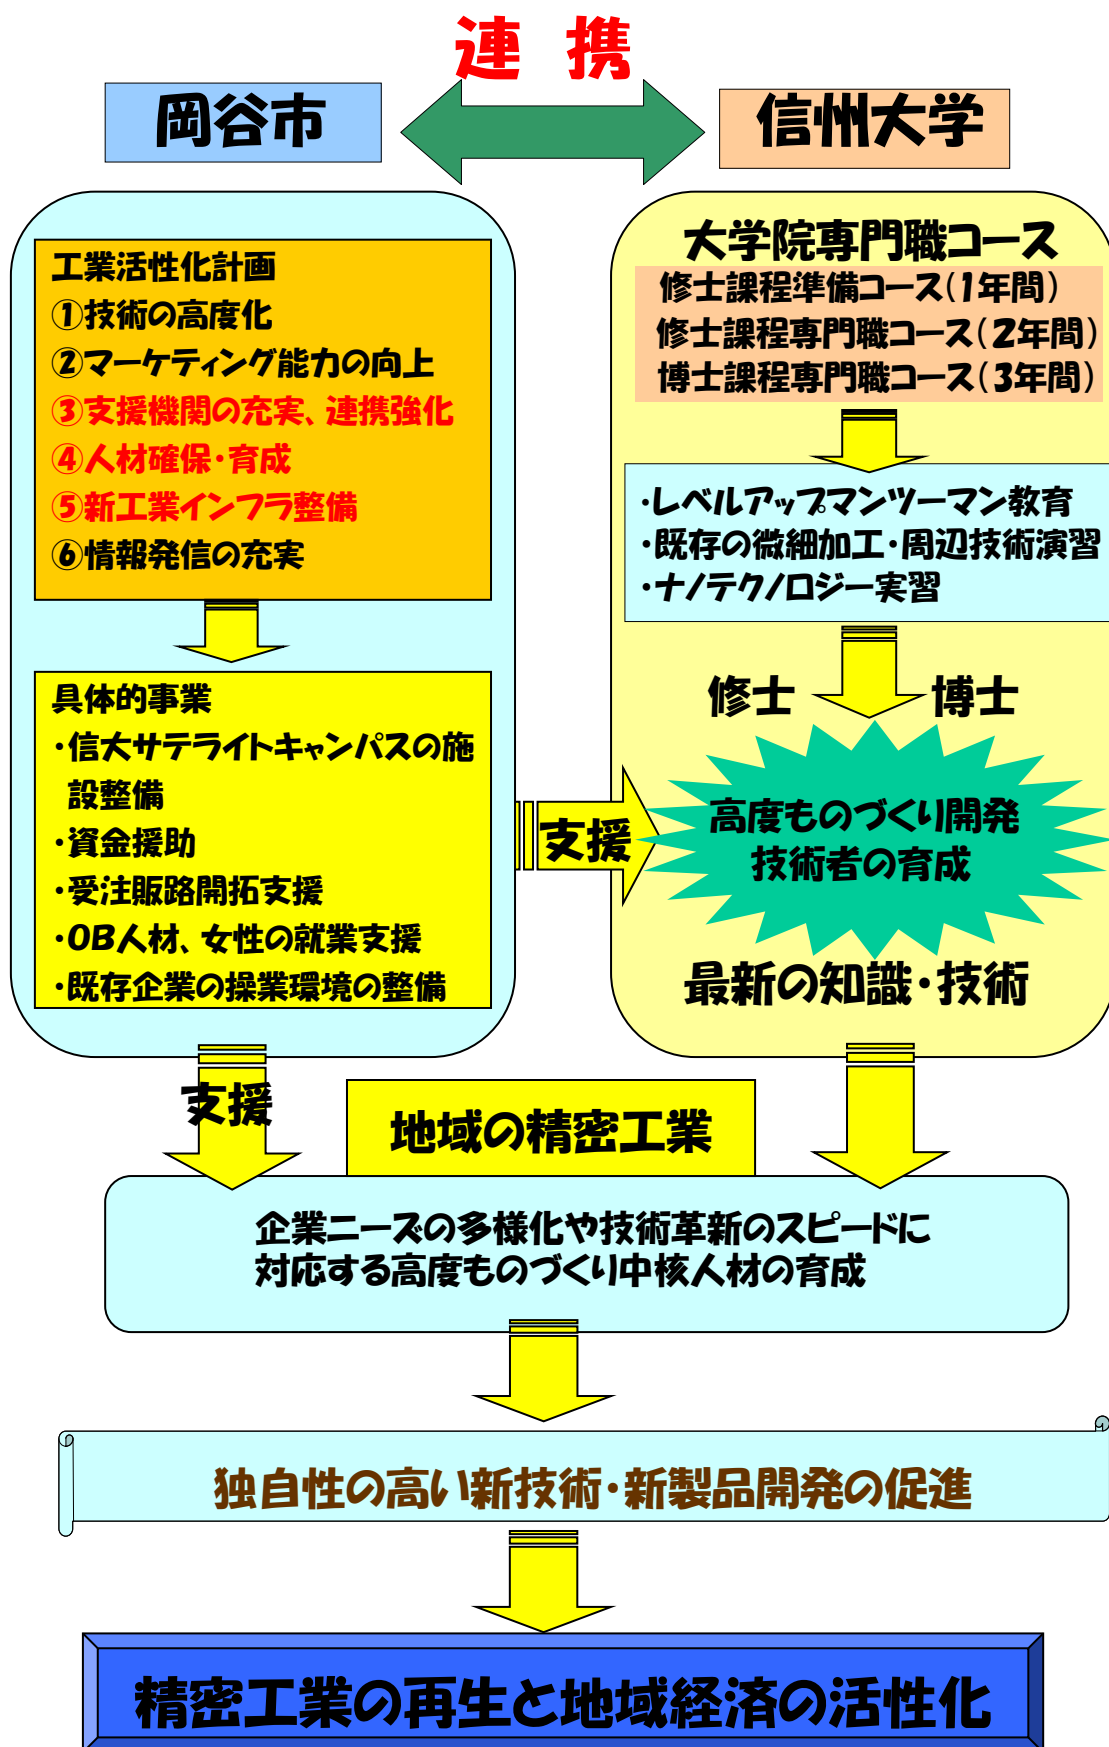 連 携
岡谷市
信州大学
工業活性化計画
①技術の高度化
②マーケティング能力の向上
③支援機関の充実、連携強化
④人材確保・育成
⑤新工業インフラ整備
⑥情報発信の充実
具体的事業
・信大サテライトキャンパスの施
設整備
・資金援助
・受注販路開拓支援
・OB人材、女性の就業支援
・既存企業の操業環境の整備
支援
大学院専門職コース
修士課程準備コース(1年間)
修士課程専門職コース(2年間)
博士課程専門職コース(3年間)
・レベルアップマンツーマン教育
・既存の微細加工・周辺技術演習
・ナノテクノロジー実習
修士 博士
高度ものづくり開発
技術者の育成
最新の知識・技術
支援
地域の精密工業
企業ニーズの多様化や技術革新のスピードに
対応する高度ものづくり中核人材の育成
独自性の高い新技術・新製品開発の促進
精密工業の再生と地域経済の活性化